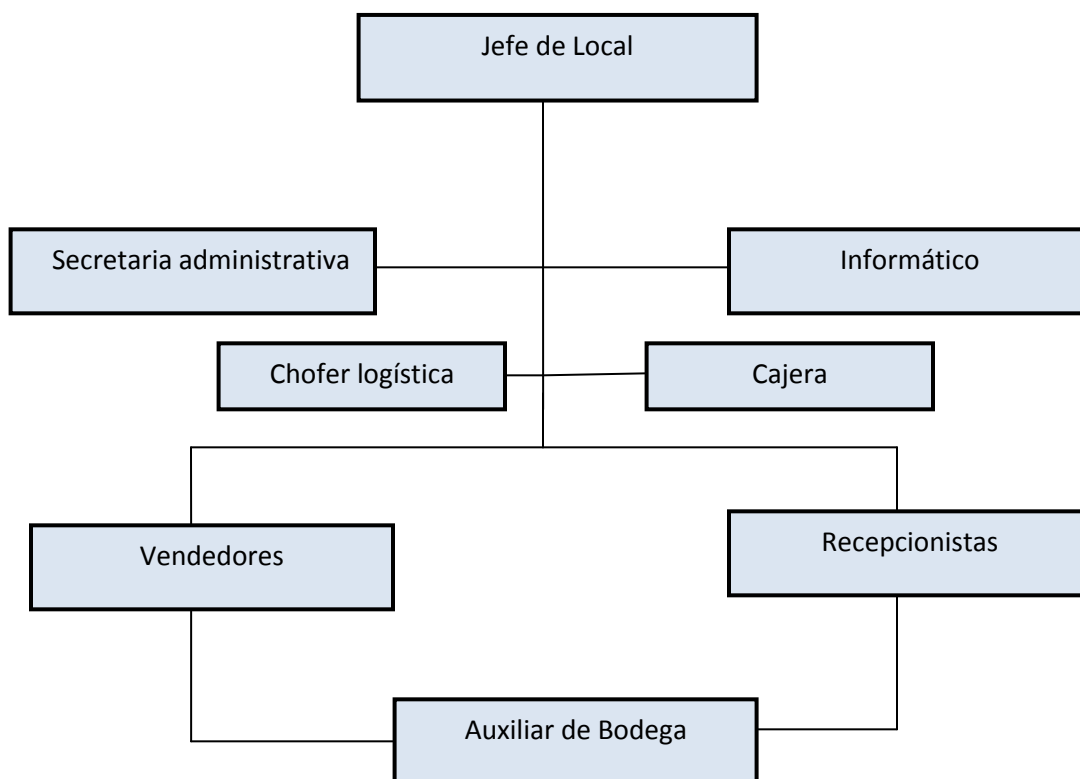 Jefe de Local
Secretaria administrativa
Informático
Chofer logística
Cajera
Vendedores
Recepcionistas
Auxiliar de Bodega